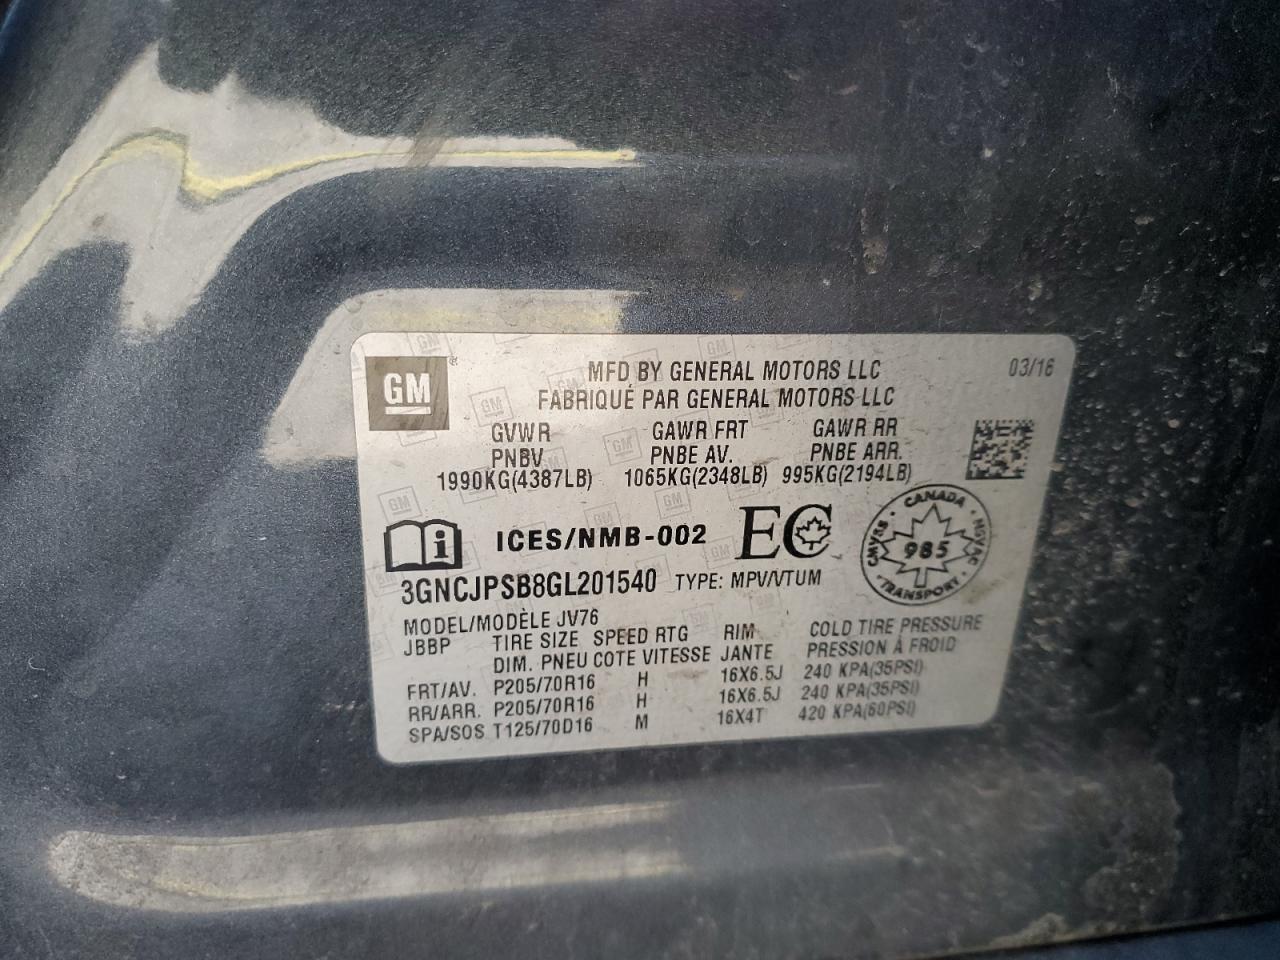 GM
MFD BY GENERAL MOTORS LLC
03/16
FABRIQUÉ PAR GENERAL MOTORS LLC
GVWR GAWR FRT GAWR RR
PNBV PNBE AV. PNBE ARR.
1990KG(4387LB) 1065KG(2348LB) 995KG(2194LB)
ICES/NMB-002 EC
CANADA CMVSS NSVAC 985 TRANSPORT
3GNCJPSB8GL201540 TYPE: MPV/VTUM
MODEL/MODÈLE JV76
JBBP TIRE SIZE SPEED RTG RIM COLD TIRE PRESSURE
DIM. PNEU COTE VITESSE JANTE PRESSION À FROID
FRT/AV. P205/70R16 H 16X6.5J 240 KPA(35PSI)
RR/ARR. P205/70R16 H 16X6.5J 240 KPA(35PSI)
SPA/SOS T125/70D16 M 16X4T 420 KPA(60PSI)